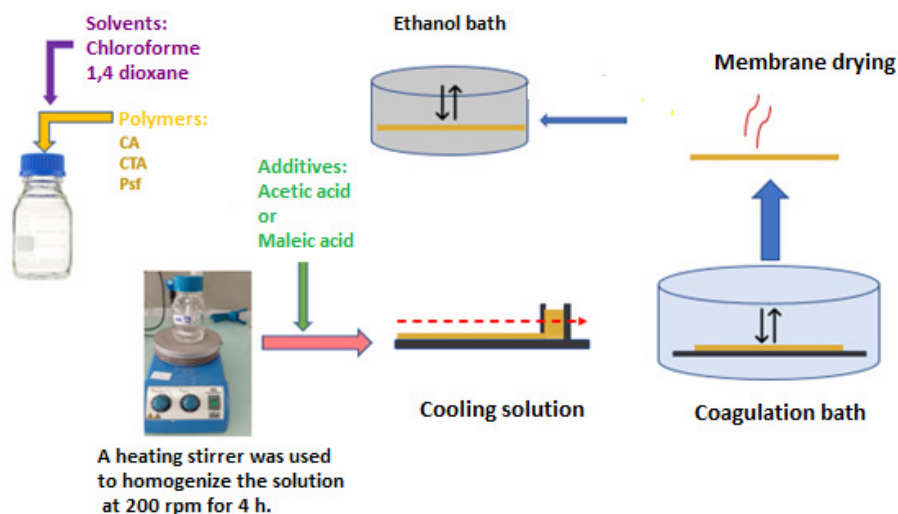 Solvents:
Chloroforme
1,4 dioxane
Polymers:
CA
CTA
Psf
Additives:
Acetic acid
or
Maleic acid
A heating stirrer was used
to homogenize the solution
at 200 rpm for 4 h.
Cooling solution
Coagulation bath
Membrane drying
Ethanol bath